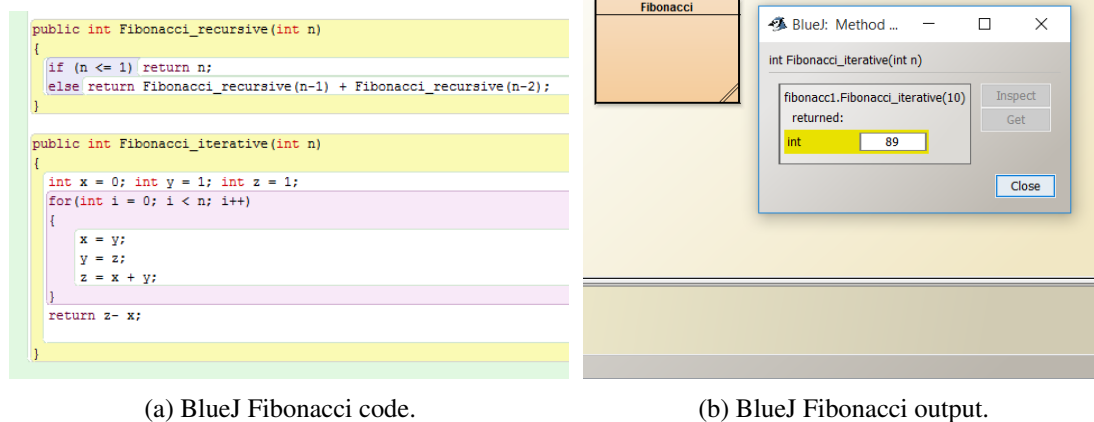 public int Fibonacci_recursive(int n)
{
if (n <= 1) return n;
else return Fibonacci_recursive(n-1) + Fibonacci_recursive(n-2);
}
public int Fibonacci_iterative(int n)
{
int x = 0; int y = 1; int z = 1;
for(int i = 0; i < n; i++)
{
x = y;
y = z;
z = x + y;
}
return z- x;
}
(a) BlueJ Fibonacci code.
Fibonacci
BlueJ: Method ...
int Fibonacci_iterative(int n)
fibonacc1.Fibonacci_iterative(10)
returned:
int 89
Inspect
Get
Close
(b) BlueJ Fibonacci output.